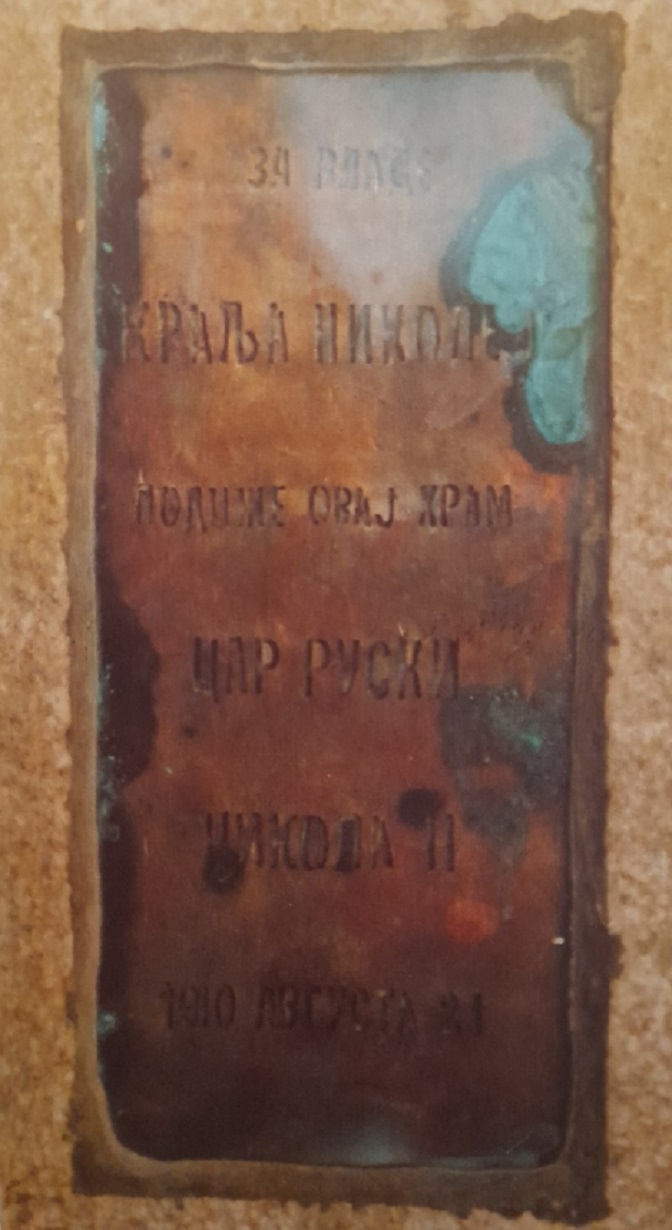 ЗА ВЛАДЕ
КРАЉА НИКОЛЕ
ПОДИЖЕ ОВАЈ ХРАМ
ЦАР РУСКИ
НИКОЛА II
1910 АВГУСТА 21